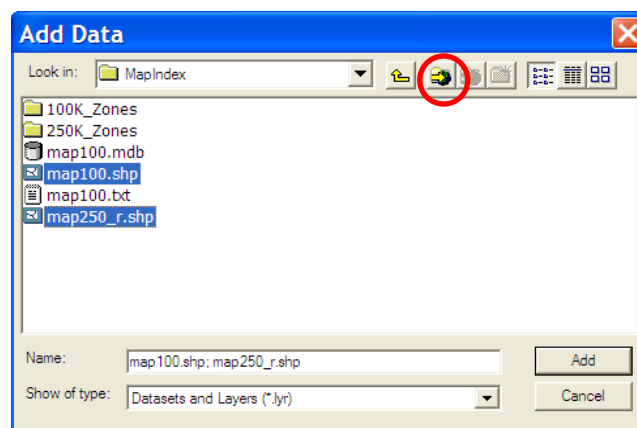 Add Data
Look in: MapIndex
100K_Zones
250K_Zones
map100.mdb
map100.shp
map100.txt
map250_r.shp
Name: map100.shp; map250_r.shp Add
Show of type: Datasets and Layers (*.lyr) Cancel